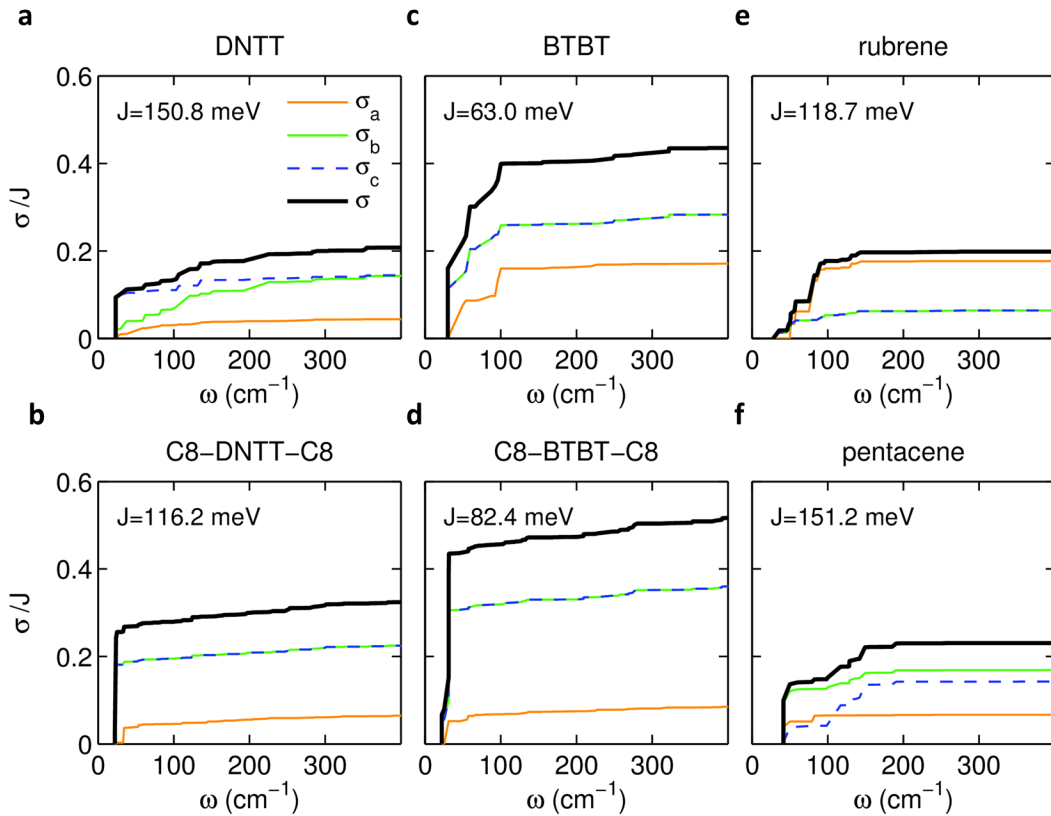 a
DNTT
0.6
0.4
0.2
0
σ/J
J=150.8 meV
σa
σb
σc
σ
0 100 200 300
ω (cm−1)
c
BTBT
J=63.0 meV
0 100 200 300
ω (cm−1)
e
rubrene
J=118.7 meV
0 100 200 300
ω (cm−1)
b
C8−DNTT−C8
0.6
0.4
0.2
0
σ/J
J=116.2 meV
0 100 200 300
ω (cm−1)
d
C8−BTBT−C8
J=82.4 meV
0 100 200 300
ω (cm−1)
f
pentacene
J=151.2 meV
0 100 200 300
ω (cm−1)